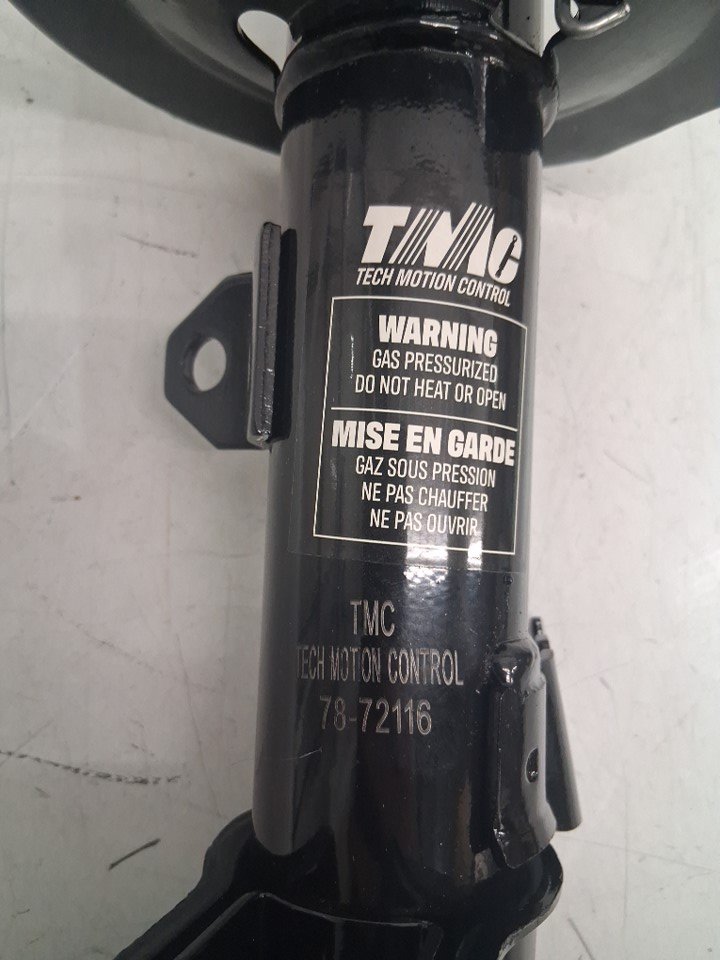 TMC
TECH MOTION CONTROL
WARNING
GAS PRESSURIZED
DO NOT HEAT OR OPEN
MISE EN GARDE
GAZ SOUS PRESSION
NE PAS CHAUFFER
NE PAS OUVRIR
TMC
TECH MOTION CONTROL
78-72116